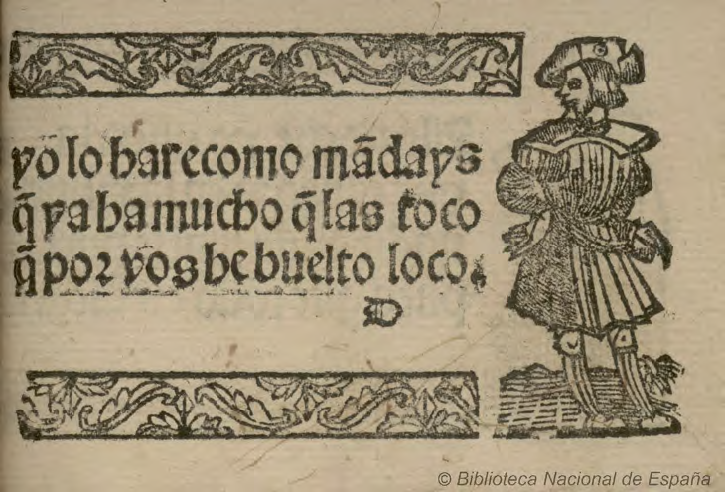 yo lo hare como mãdays
q̃ ya ha mucho q̃ las toco
q̃ por vos he buelto loco.
D
© Biblioteca Nacional de España